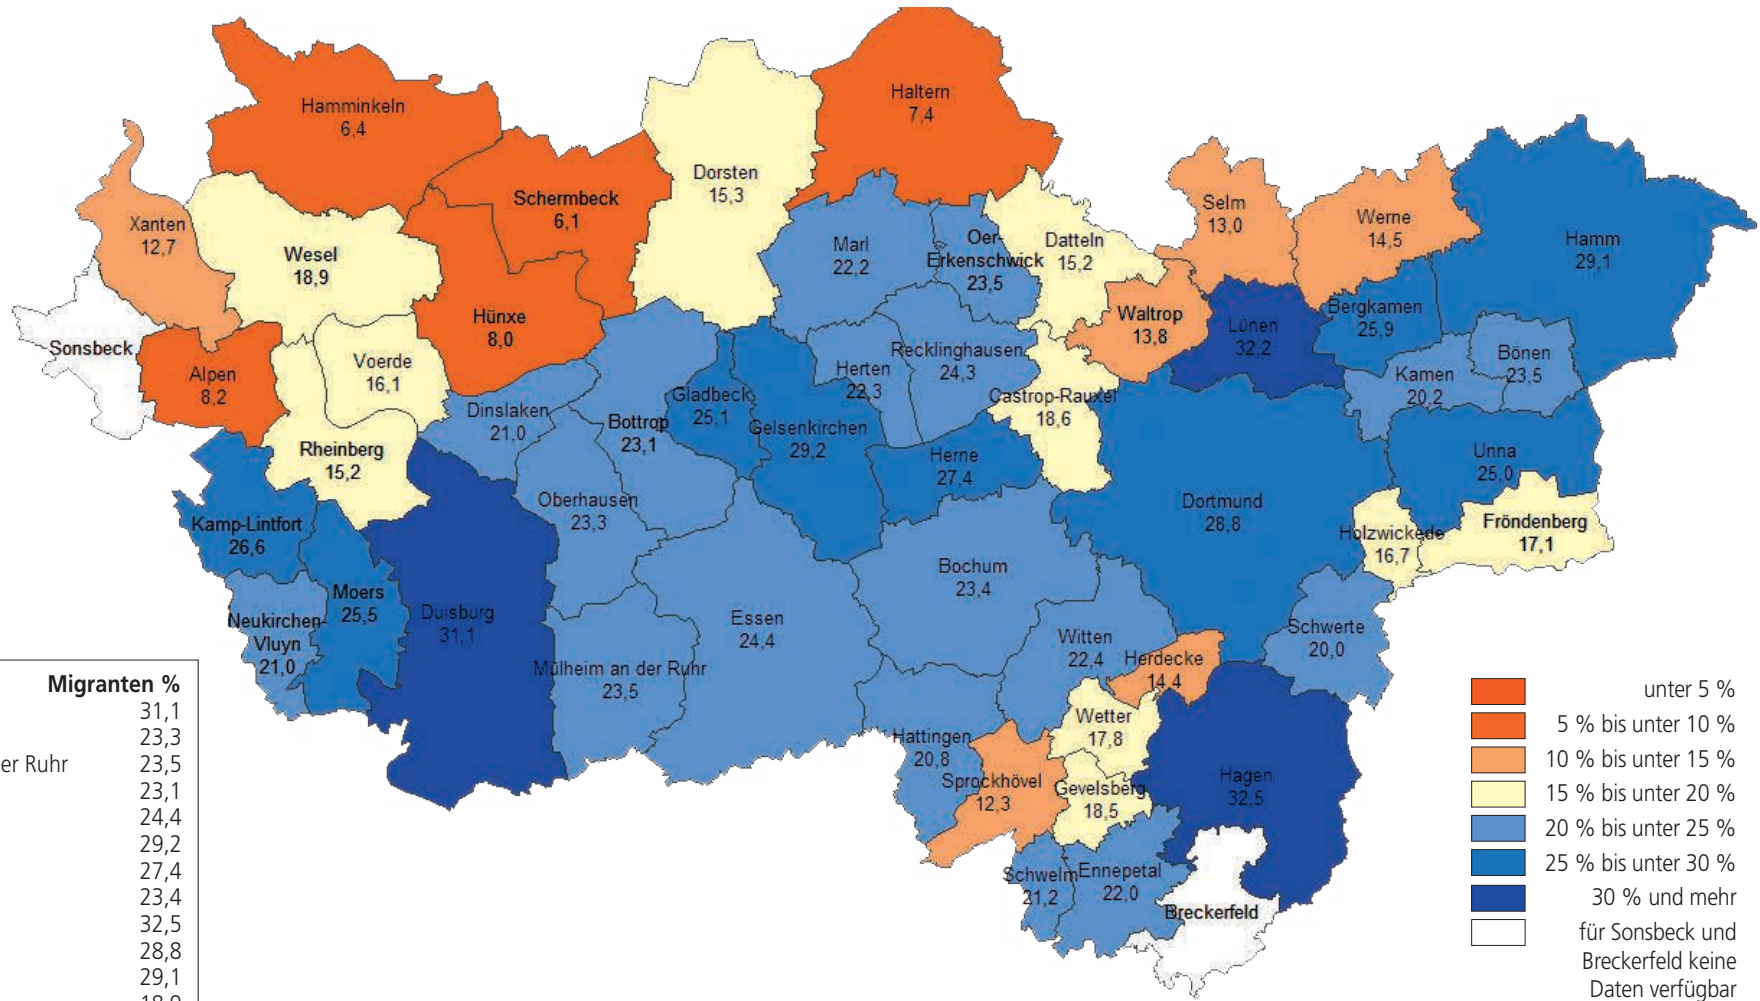 Haltern
7,4
Hamminkeln
6,4
Dorsten
15,3
Schermbeck
6,1
Selm
13,0
Werne
14,5
Xanten
12,7
Wesel
18,9
Marl
22,2
Oer-
Erkenschwick
23,5
Datteln
15,2
Hamm
29,1
Hünxe
8,0
Waltrop
13,8
Lünen
32,2
Bergkamen
25,9
Sonsbeck
Alpen
8,2
Voerde
16,1
Herten
22,3
Recklinghausen
24,3
Kamen
20,2
Bönen
23,5
Dinslaken
21,0
Bottrop
23,1
Gladbeck
25,1
Gelsenkirchen
29,2
Castrop-Rauxel
18,6
Rheinberg
15,2
Herne
27,4
Unna
25,0
Oberhausen
23,3
Dortmund
28,8
Kamp-Lintfort
26,6
Holzwickede
16,7
Fröndenberg
17,1
Bochum
23,4
Moers
25,5
Duisburg
31,1
Essen
24,4
Neukirchen-
Vluyn
21,0
Witten
22,4
Schwerte
20,0
Mülheim an der Ruhr
23,5
Herdecke
14,4
Wetter
17,8
Hattingen
20,8
Sprockhövel
12,3
Gevelsberg
18,5
Hagen
32,5
Schwelm
21,2
Ennepetal
22,0
Breckerfeld
Migranten %
31,1
23,3
er Ruhr 23,5
23,1
24,4
29,2
27,4
23,4
32,5
28,8
29,1
18,9
unter 5 %
5 % bis unter 10 %
10 % bis unter 15 %
15 % bis unter 20 %
20 % bis unter 25 %
25 % bis unter 30 %
30 % und mehr
für Sonsbeck und
Breckerfeld keine
Daten verfügbar